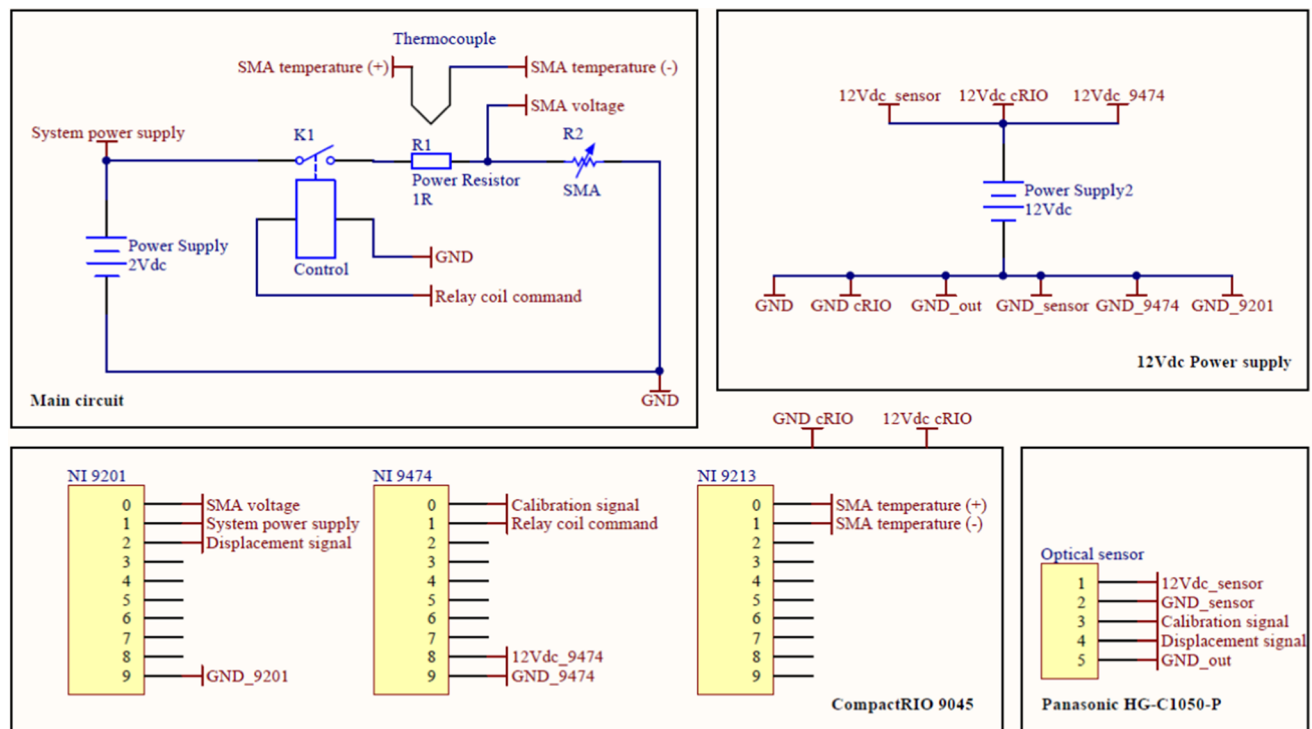 Thermocouple
SMA temperature (+)
SMA temperature (-)
SMA voltage
System power supply
K1
R1
R2
Power Resistor
1R
SMA
Power Supply
2Vdc
Control
GND
Relay coil command
GND
Main circuit
12Vdc_sensor
12Vdc cRIO
12Vdc_9474
Power Supply2
12Vdc
GND
GND cRIO
GND_out
GND_sensor
GND_9474
GND_9201
12Vdc Power supply
GND cRIO
12Vdc cRIO
NI 9201
0 SMA voltage
1 System power supply
2 Displacement signal
3
4
5
6
7
8
9 GND_9201
NI 9474
0 Calibration signal
1 Relay coil command
2
3
4
5
6
7
8 12Vdc_9474
9 GND_9474
NI 9213
0 SMA temperature (+)
1 SMA temperature (-)
2
3
4
5
6
7
8
9
CompactRIO 9045
Optical sensor
1 12Vdc_sensor
2 GND_sensor
3 Calibration signal
4 Displacement signal
5 GND_out
Panasonic HG-C1050-P